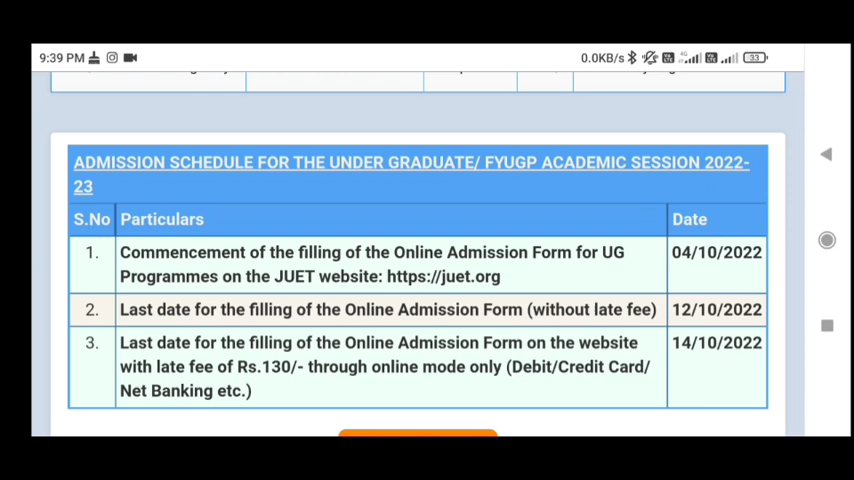 9:39 PM
0.0KB/s 4G 33
ADMISSION SCHEDULE FOR THE UNDER GRADUATE/ FYUGP ACADEMIC SESSION 2022-
23
S.No Particulars Date
1. Commencement of the filling of the Online Admission Form for UG 04/10/2022
Programmes on the JUET website: https://juet.org
2. Last date for the filling of the Online Admission Form (without late fee) 12/10/2022
3. Last date for the filling of the Online Admission Form on the website 14/10/2022
with late fee of Rs.130/- through online mode only (Debit/Credit Card/
Net Banking etc.)